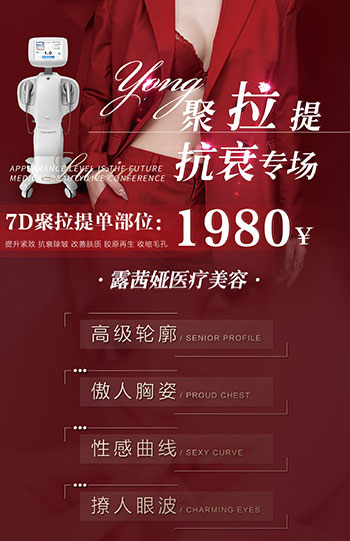 Yong
聚拉提
抗衰专场
APPEARANCE LEVEL IS THE FUTURE
7D聚拉提单部位：1980¥
提升紧致 抗衰除皱 改善肤质 胶原再生 收缩毛孔
·露茜娅医疗美容·
高级轮廓 / SENIOR PROFILE
傲人胸姿 / PROUD CHEST
性感曲线 / SEXY CURVE
撩人眼波 / CHARMING EYES